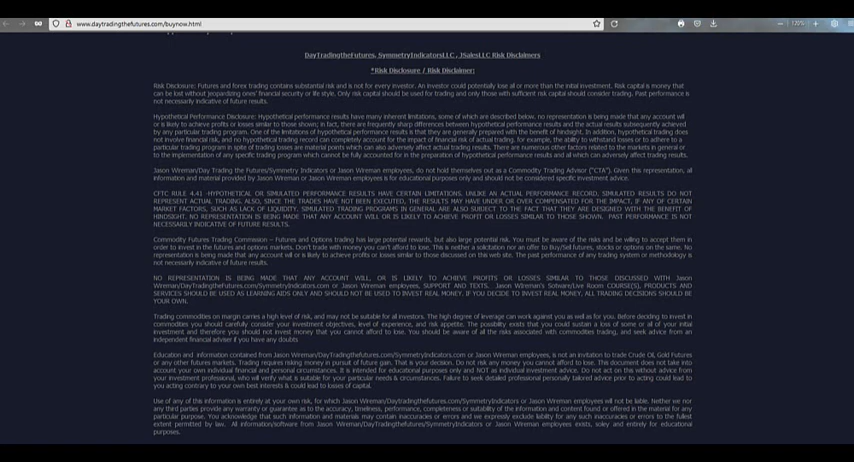 www.daytradingthefutures.com/buynow.html
120%
DayTradingtheFutures, SymmetryIndicatorsLLC , JSalesLLC Risk Disclaimers
*Risk Disclosure / Risk Disclaimer:
Risk Disclosure: Futures and forex trading contains substantial risk and is not for every investor. An investor could potentially lose all or more than the initial investment. Risk capital is money that
can be lost without jeopardizing ones' financial security or life style. Only risk capital should be used for trading and only those with sufficient risk capital should consider trading. Past performance is
not necessarily indicative of future results.
Hypothetical Performance Disclosure: Hypothetical performance results have many inherent limitations, some of which are described below. no representation is being made that any account will
or is likely to achieve profits or losses similar to those shown; in fact, there are frequently sharp differences between hypothetical performance results and the actual results subsequently achieved
by any particular trading program. One of the limitations of hypothetical performance results is that they are generally prepared with the benefit of hindsight. In addition, hypothetical trading does
not involve financial risk, and no hypothetical trading record can completely account for the impact of financial risk of actual trading. for example, the ability to withstand losses or to adhere to a
particular trading program in spite of trading losses are material points which can also adversely affect actual trading results. There are numerous other factors related to the markets in general or
to the implementation of any specific trading program which cannot be fully accounted for in the preparation of hypothetical performance results and all which can adversely affect trading results.
Jason Wireman/Day Trading the Futures/Symmetry Indicators or Jason Wireman employees, do not hold themselves out as a Commodity Trading Advisor ("CTA"). Given this representation, all
information and material provided by Jason Wireman or Jason Wireman employees is for educational purposes only and should not be considered specific investment advice.
CFTC RULE 4.41 -HYPOTHETICAL OR SIMULATED PERFORMANCE RESULTS HAVE CERTAIN LIMITATIONS. UNLIKE AN ACTUAL PERFORMANCE RECORD, SIMULATED RESULTS DO NOT
REPRESENT ACTUAL TRADING. ALSO, SINCE THE TRADES HAVE NOT BEEN EXECUTED, THE RESULTS MAY HAVE UNDER OR OVER COMPENSATED FOR THE IMPACT, IF ANY OF CERTAIN
MARKET FACTORS, SUCH AS LACK OF LIQUIDITY. SIMULATED TRADING PROGRAMS IN GENERAL ARE ALSO SUBJECT TO THE FACT THAT THEY ARE DESIGNED WITH THE BENEFIT OF
HINDSIGHT. NO REPRESENTATION IS BEING MADE THAT ANY ACCOUNT WILL OR IS LIKELY TO ACHIEVE PROFIT OR LOSSES SIMILAR TO THOSE SHOWN. PAST PERFORMANCE IS NOT
NECESSARILY INDICATIVE OF FUTURE RESULTS.
Commodity Futures Trading Commission – Futures and Options trading has large potential rewards, but also large potential risk. You must be aware of the risks and be willing to accept them in
order to invest in the futures and options markets. Don't trade with money you can't afford to lose. This is neither a solicitation nor an offer to Buy/Sell futures, stocks or options on the same. No
representation is being made that any account will or is likely to achieve profits or losses similar to those discussed on this web site. The past performance of any trading system or methodology is
not necessarily indicative of future results.
NO REPRESENTATION IS BEING MADE THAT ANY ACCOUNT WILL, OR IS LIKELY TO ACHIEVE PROFITS OR LOSSES SIMILAR TO THOSE DISCUSSED WITH Jason
Wireman/DayTradingtheFutures.com/SymmetryIndicators.com or Jason Wireman employees, SUPPORT AND TEXTS. Jason Wireman's Sotware/Live Room COURSE(S), PRODUCTS AND
SERVICES SHOULD BE USED AS LEARNING AIDS ONLY AND SHOULD NOT BE USED TO INVEST REAL MONEY. IF YOU DECIDE TO INVEST REAL MONEY, ALL TRADING DECISIONS SHOULD BE
YOUR OWN.
Trading commodities on margin carries a high level of risk, and may not be suitable for all investors. The high degree of leverage can work against you as well as for you. Before deciding to invest in
commodities you should carefully consider your investment objectives, level of experience, and risk appetite. The possibility exists that you could sustain a loss of some or all of your initial
investment and therefore you should not invest money that you cannot afford to lose. You should be aware of all the risks associated with commodities trading, and seek advice from an
independent financial adviser if you have any doubts
Education and information contained from Jason Wireman/DayTradingtheFutures.com/SymmetryIndicators.com or Jason Wireman employees, is not an invitation to trade Crude Oil, Gold Futures
or any other futures markets. Trading requires risking money in pursuit of future gain. That is your decision. Do not risk any money you cannot afford to lose. This document does not take into
account your own individual financial and personal circumstances. It is intended for educational purposes only and NOT as individual investment advice. Do not act on this without advice from
your investment professional, who will verify what is suitable for your particular needs & circumstances. Failure to seek detailed professional personally tailored advice prior to acting could lead to
you acting contrary to your own best interests & could lead to losses of capital.
Use of any of this information is entirely at your own risk, for which Jason Wireman/Daytradingthefutures.com/SymmetryIndicators or Jason Wireman employees will not be liable. Neither we nor
any third parties provide any warranty or guarantee as to the accuracy, timeliness, performance, completeness or suitability of the information and content found or offered in the material for any
particular purpose. You acknowledge that such information and materials may contain inaccuracies or errors and we expressly exclude liability for any such inaccuracies or errors to the fullest
extent permitted by law. All information/software from Jason Wireman/Daytradingthefutures/SymmetryIndicators or Jason Wireman employees exists, soley and entirely for educational
purposes.